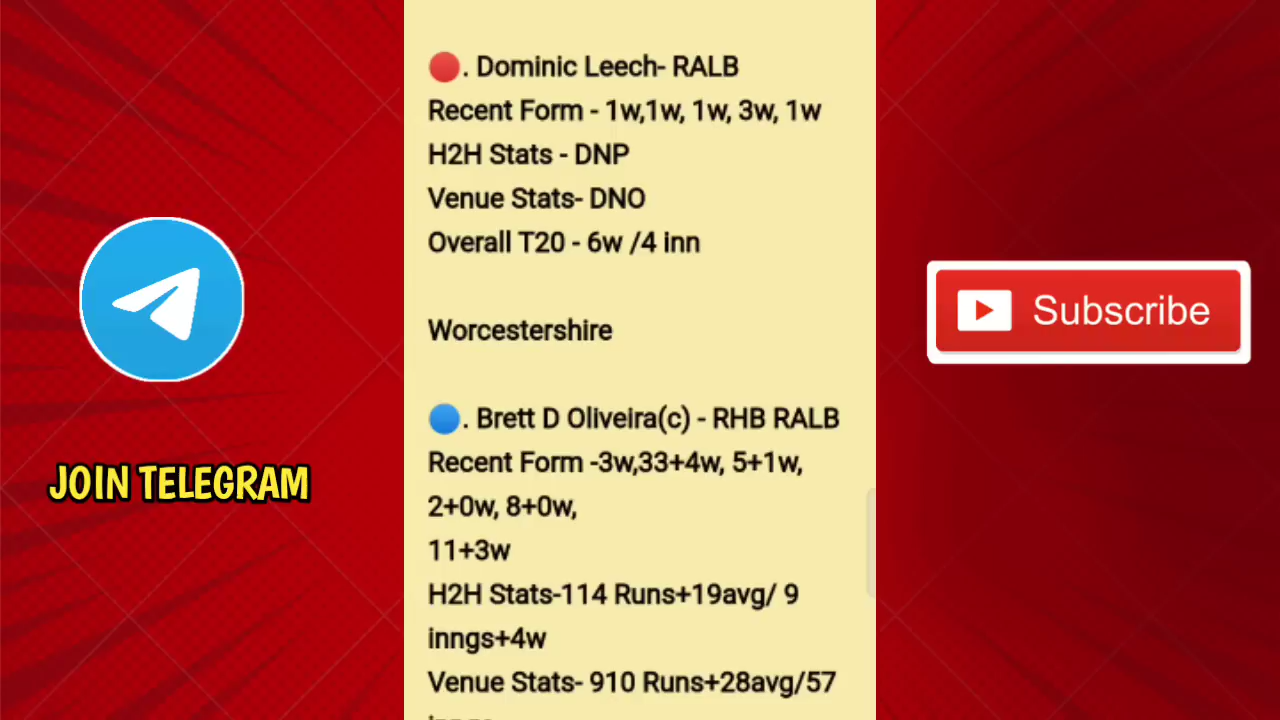 🔴. Dominic Leech- RALB
Recent Form - 1w,1w, 1w, 3w, 1w
H2H Stats - DNP
Venue Stats- DNO
Overall T20 - 6w /4 inn
Worcestershire
🔵. Brett D Oliveira(c) - RHB RALB
Recent Form -3w,33+4w, 5+1w,
2+0w, 8+0w,
11+3w
H2H Stats-114 Runs+19avg/ 9
inngs+4w
Venue Stats- 910 Runs+28avg/57
JOIN TELEGRAM
Subscribe